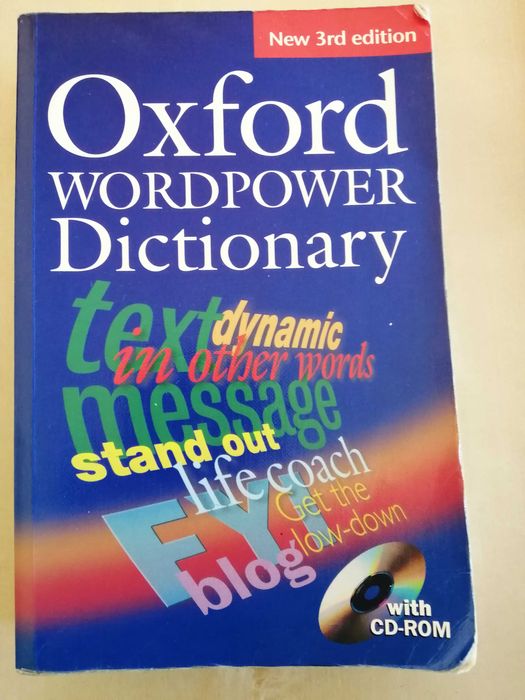 New 3rd edition
Oxford
WORDPOWER
Dictionary
text
dynamic
in other words
message
stand out
life coach
FYI
Get the
low-down
blog
with
CD-ROM